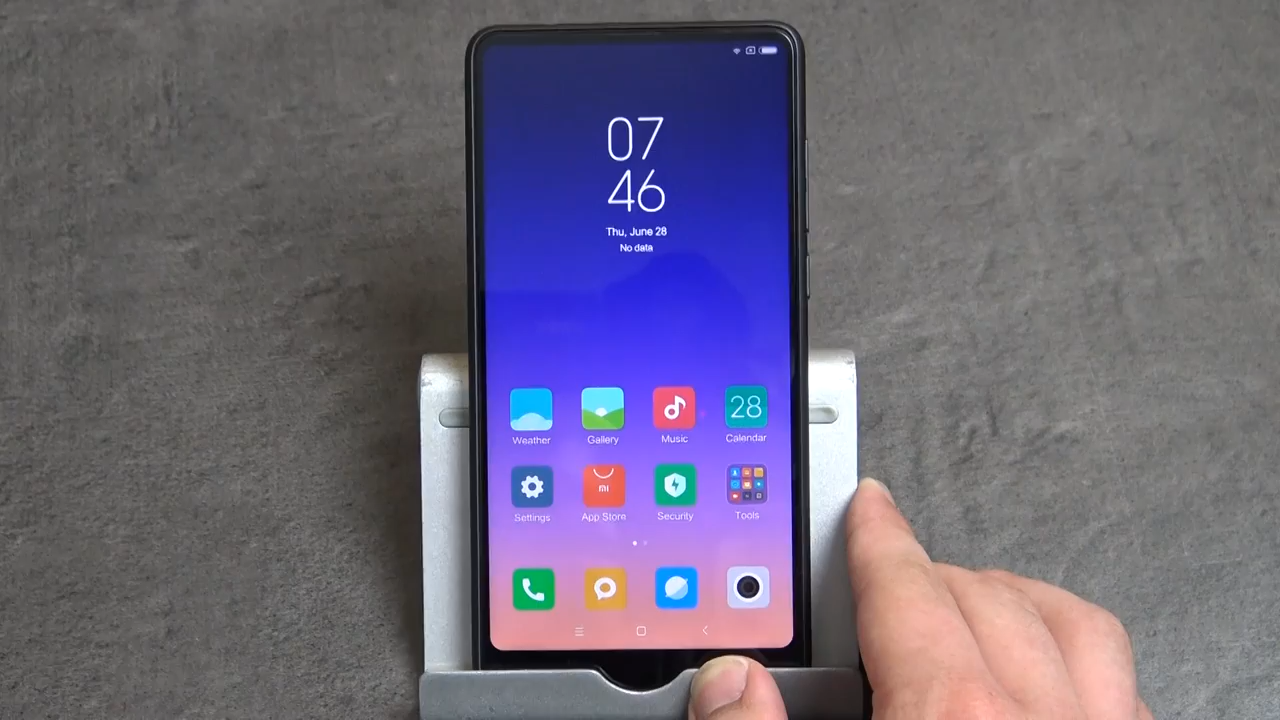 07
46
Thu, June 28
No data
Weather
Gallery
Music
28
Calendar
Settings
mi
App Store
Security
Tools